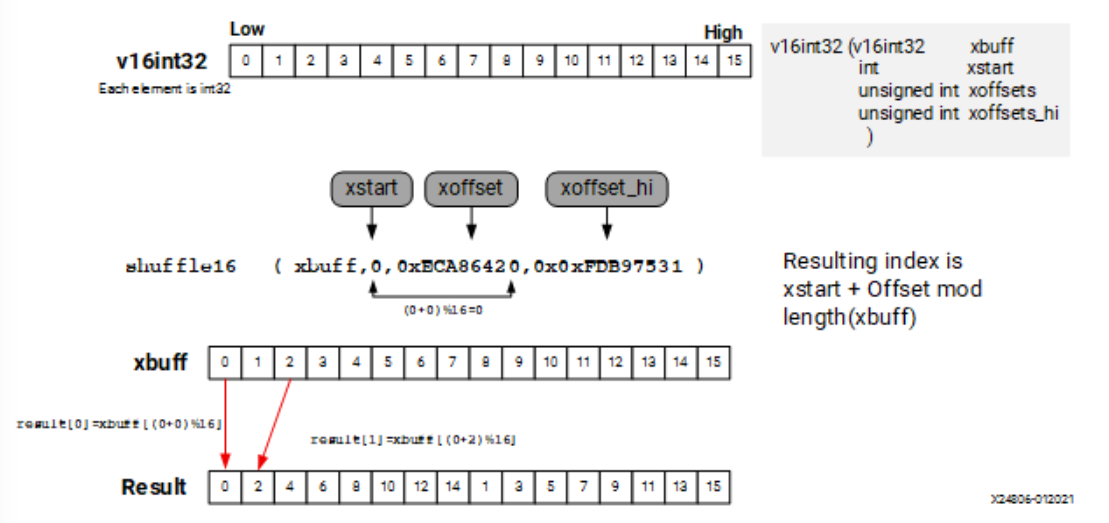 Low High
v16int32 0 1 2 3 4 5 6 7 8 9 10 11 12 13 14 15
Each element is int32
v16int32 (v16int32 xbuff
int xstart
unsigned int xoffsets
unsigned int xoffsets_hi
)
xstart xoffset xoffset_hi
shuffle16 ( xbuff,0,0xECA86420,0x0xFDB97531 )
(0+0)%16=0
Resulting index is
xstart + Offset mod
length(xbuff)
xbuff 0 1 2 3 4 5 6 7 8 9 10 11 12 13 14 15
result[0]=xbuff[(0+0)%16]
result[1]=xbuff[(0+2)%16]
Result 0 2 4 6 8 10 12 14 1 3 5 7 9 11 13 15
X24806-012021